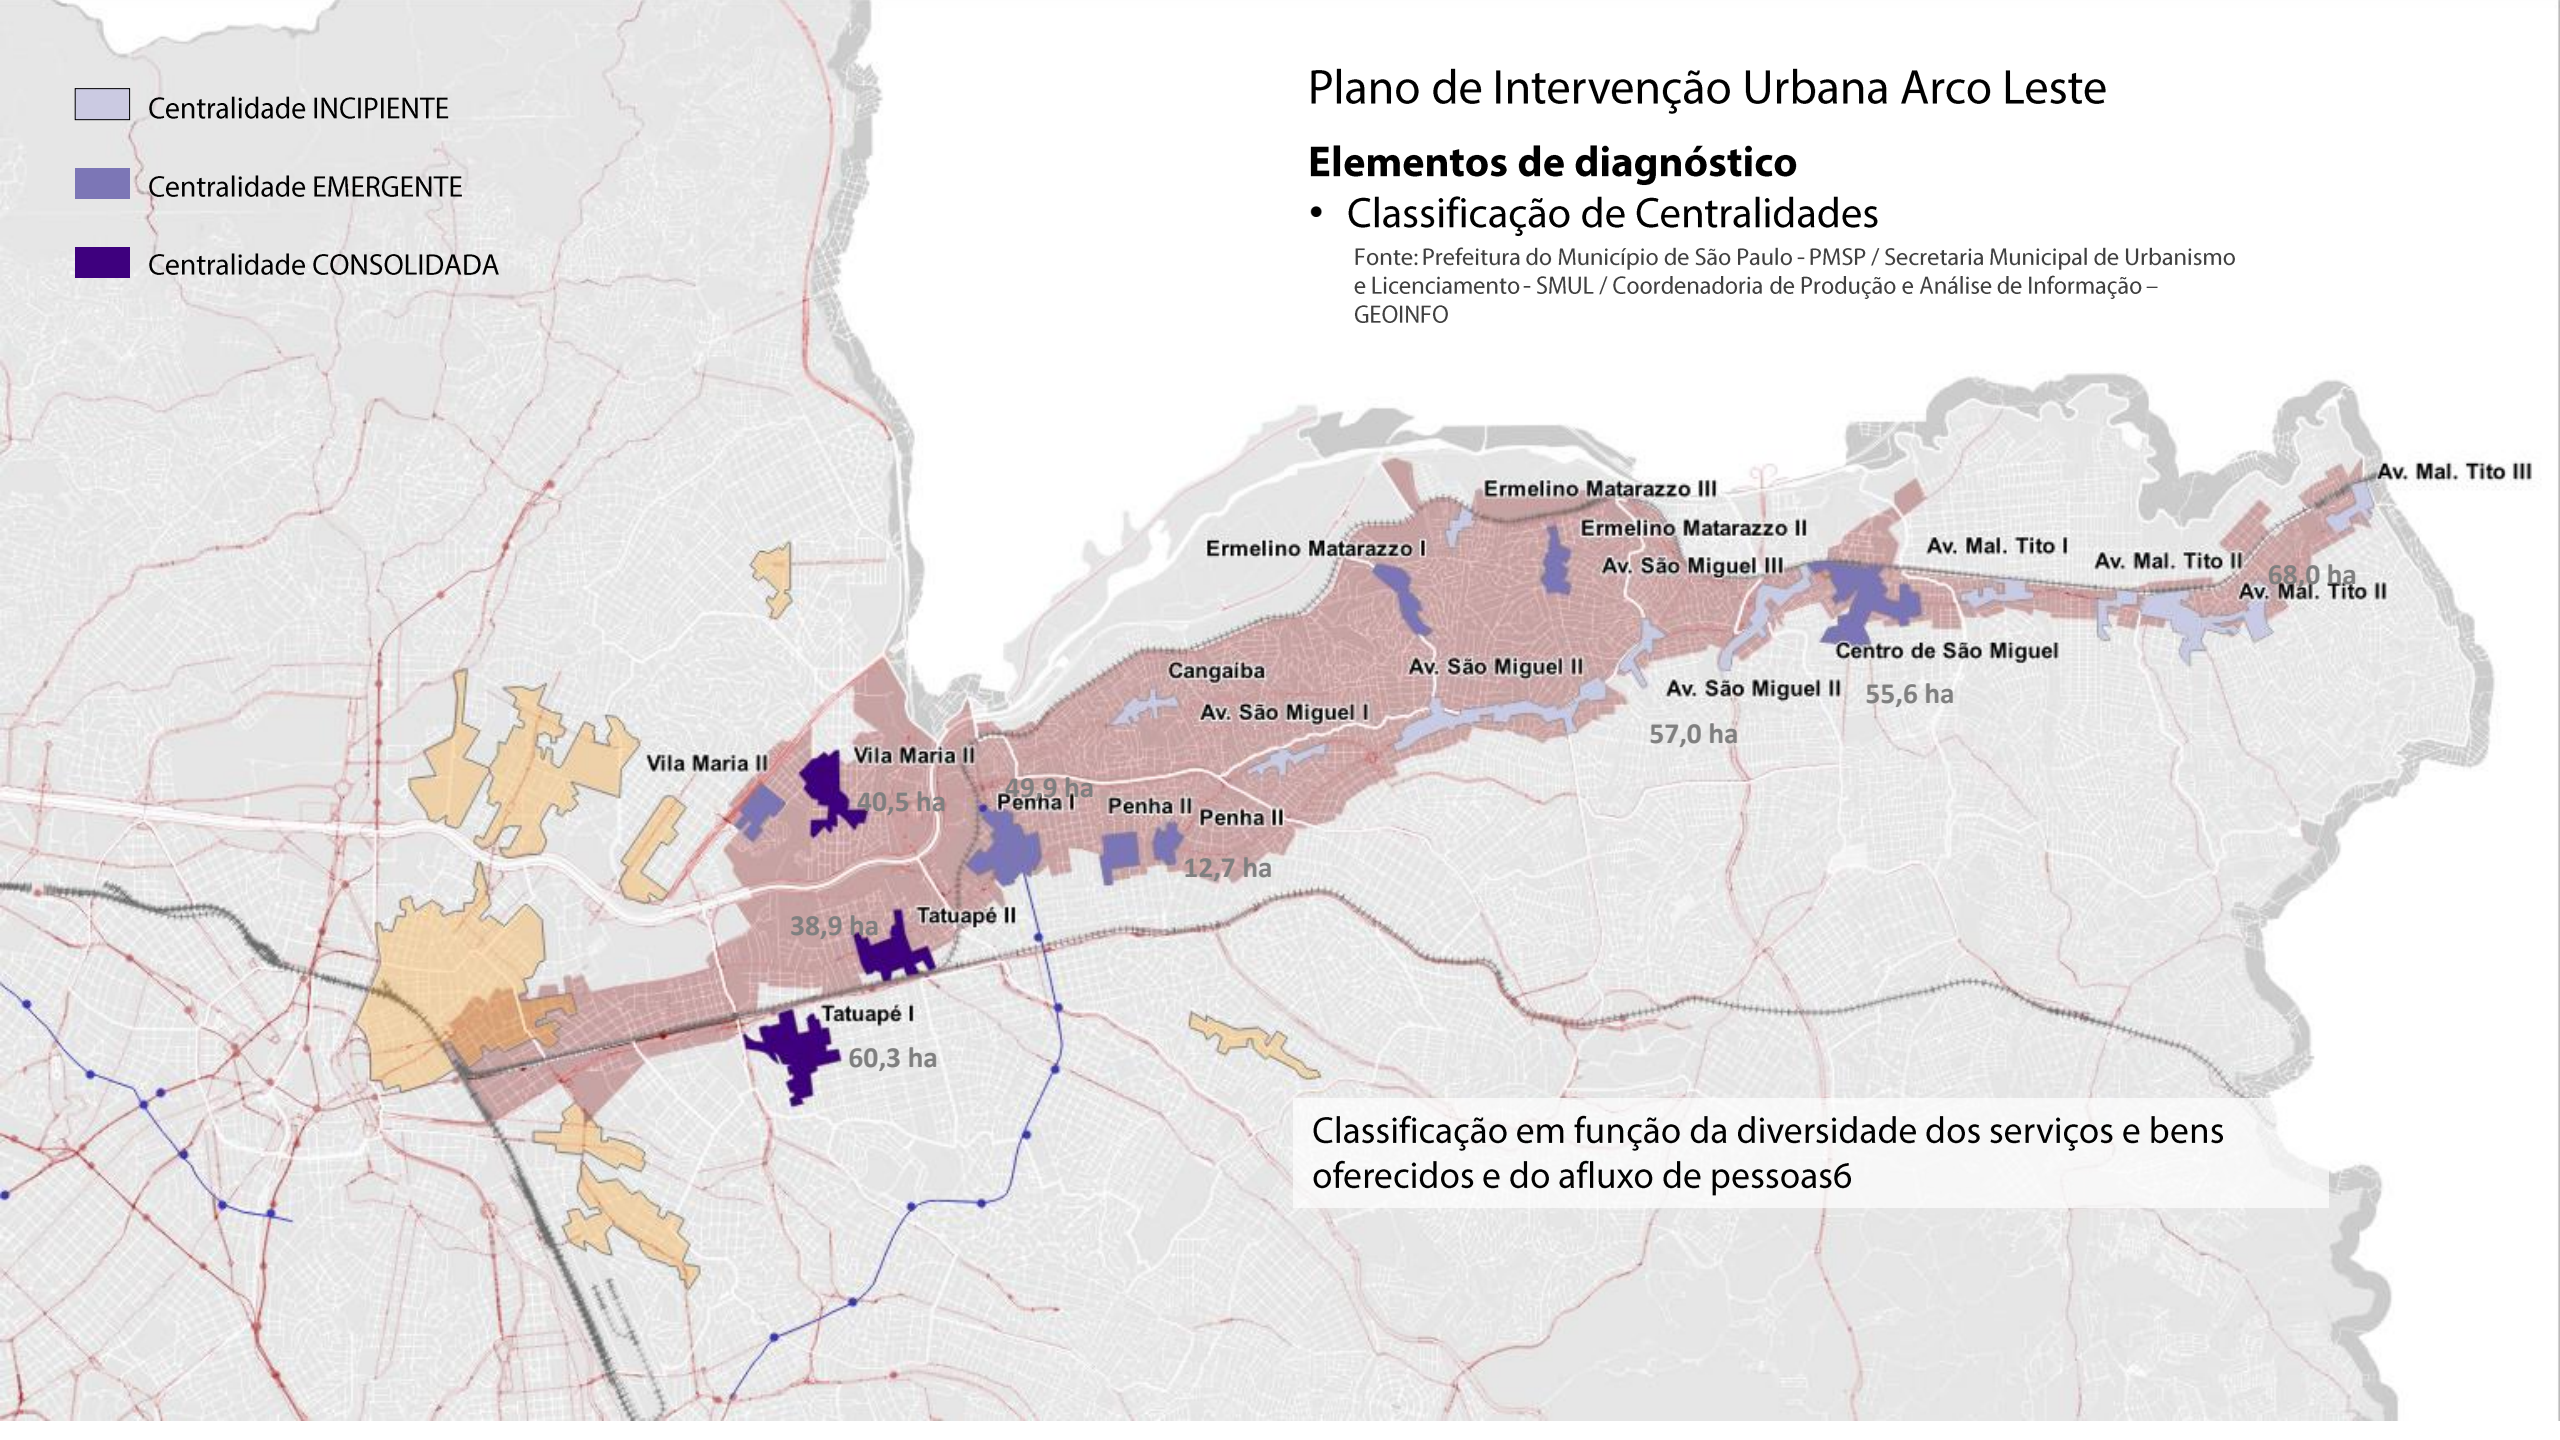 Centralidade INCIPIENTE
Centralidade EMERGENTE
Centralidade CONSOLIDADA
Plano de Intervenção Urbana Arco Leste
Elementos de diagnóstico
• Classificação de Centralidades
Fonte: Prefeitura do Município de São Paulo - PMSP / Secretaria Municipal de Urbanismo
e Licenciamento - SMUL / Coordenadoria de Produção e Análise de Informação –
GEOINFO
Av. Mal. Tito III
Ermelino Matarazzo III
Ermelino Matarazzo II
Ermelino Matarazzo I
Av. São Miguel III
Av. Mal. Tito I
Av. Mal. Tito II
68,0 ha
Av. Mal. Tito II
Centro de São Miguel
Cangaíba
Av. São Miguel II
Av. São Miguel II
55,6 ha
Av. São Miguel I
57,0 ha
Vila Maria II
Vila Maria II
49,9 ha
40,5 ha
Penha I
Penha II
Penha II
12,7 ha
38,9 ha
Tatuapé II
Tatuapé I
60,3 ha
Classificação em função da diversidade dos serviços e bens
oferecidos e do afluxo de pessoas6